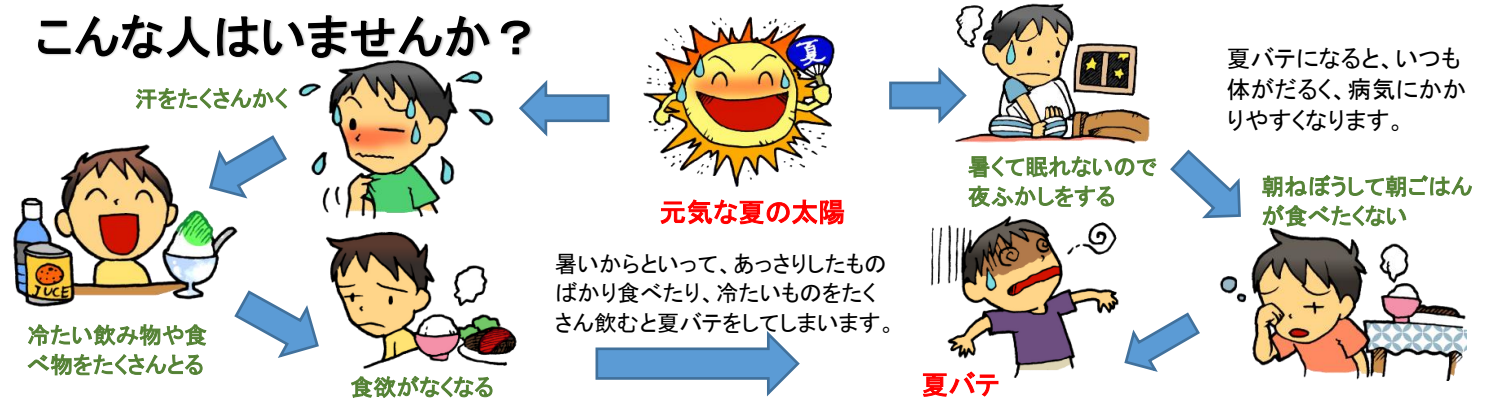 こんな人はいませんか？
夏
元気な夏の太陽
汗をたくさんかく
JUCE
冷たい飲み物や食
べ物をたくさんとる
食欲がなくなる
暑いからといって、あっさりしたもの
ばかり食べたり、冷たいものをたく
さん飲むと夏バテをしてしまいます。
暑くて眠れないので
夜ふかしをする
朝ねぼうして朝ごはん
が食べたくない
夏バテ
夏バテになると、いつも
体がだるく、病気にかか
りやすくなります。